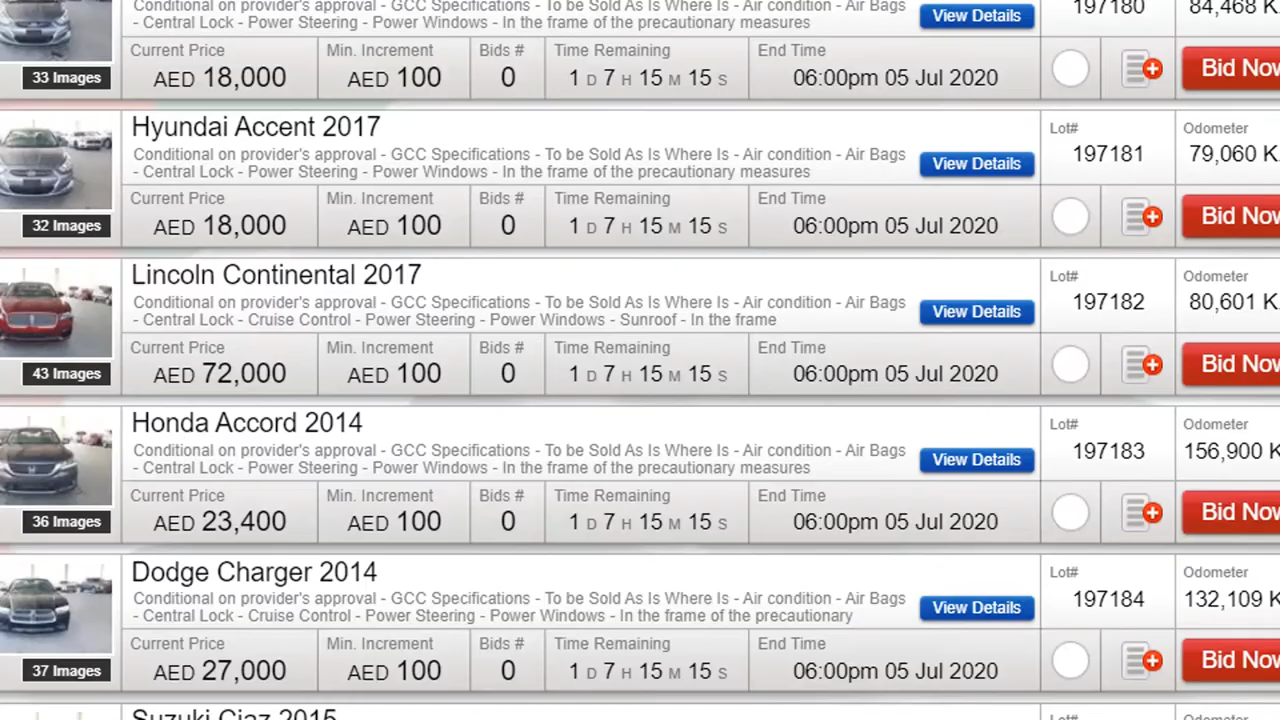 Conditional on provider's approval - GCC Specifications - To be Sold As Is Where Is - Air condition - Air Bags
- Central Lock - Power Steering - Power Windows - In the frame of the precautionary measures
View Details
197180
84,468 K
33 Images
Current Price Min. Increment Bids # Time Remaining End Time
AED 18,000 AED 100 0 1 D 7 H 15 M 15 S 06:00pm 05 Jul 2020
Bid Now
Hyundai Accent 2017
Conditional on provider's approval - GCC Specifications - To be Sold As Is Where Is - Air condition - Air Bags
- Central Lock - Power Steering - Power Windows - In the frame of the precautionary measures
View Details
Lot# Odometer
197181 79,060 K
32 Images
Current Price Min. Increment Bids # Time Remaining End Time
AED 18,000 AED 100 0 1 D 7 H 15 M 15 S 06:00pm 05 Jul 2020
Bid Now
Lincoln Continental 2017
Conditional on provider's approval - GCC Specifications - To be Sold As Is Where Is - Air condition - Air Bags
- Central Lock - Cruise Control - Power Steering - Power Windows - Sunroof - In the frame
View Details
Lot# Odometer
197182 80,601 K
43 Images
Current Price Min. Increment Bids # Time Remaining End Time
AED 72,000 AED 100 0 1 D 7 H 15 M 15 S 06:00pm 05 Jul 2020
Bid Now
Honda Accord 2014
Conditional on provider's approval - GCC Specifications - To be Sold As Is Where Is - Air condition - Air Bags
- Central Lock - Power Steering - Power Windows - In the frame of the precautionary measures
View Details
Lot# Odometer
197183 156,900 K
36 Images
Current Price Min. Increment Bids # Time Remaining End Time
AED 23,400 AED 100 0 1 D 7 H 15 M 15 S 06:00pm 05 Jul 2020
Bid Now
Dodge Charger 2014
Conditional on provider's approval - GCC Specifications - To be Sold As Is Where Is - Air condition - Air Bags
- Central Lock - Cruise Control - Power Steering - Power Windows - In the frame of the precautionary
View Details
Lot# Odometer
197184 132,109 K
37 Images
Current Price Min. Increment Bids # Time Remaining End Time
AED 27,000 AED 100 0 1 D 7 H 15 M 15 S 06:00pm 05 Jul 2020
Bid Now
Suzuki Ciaz 2015
Lot# Odometer